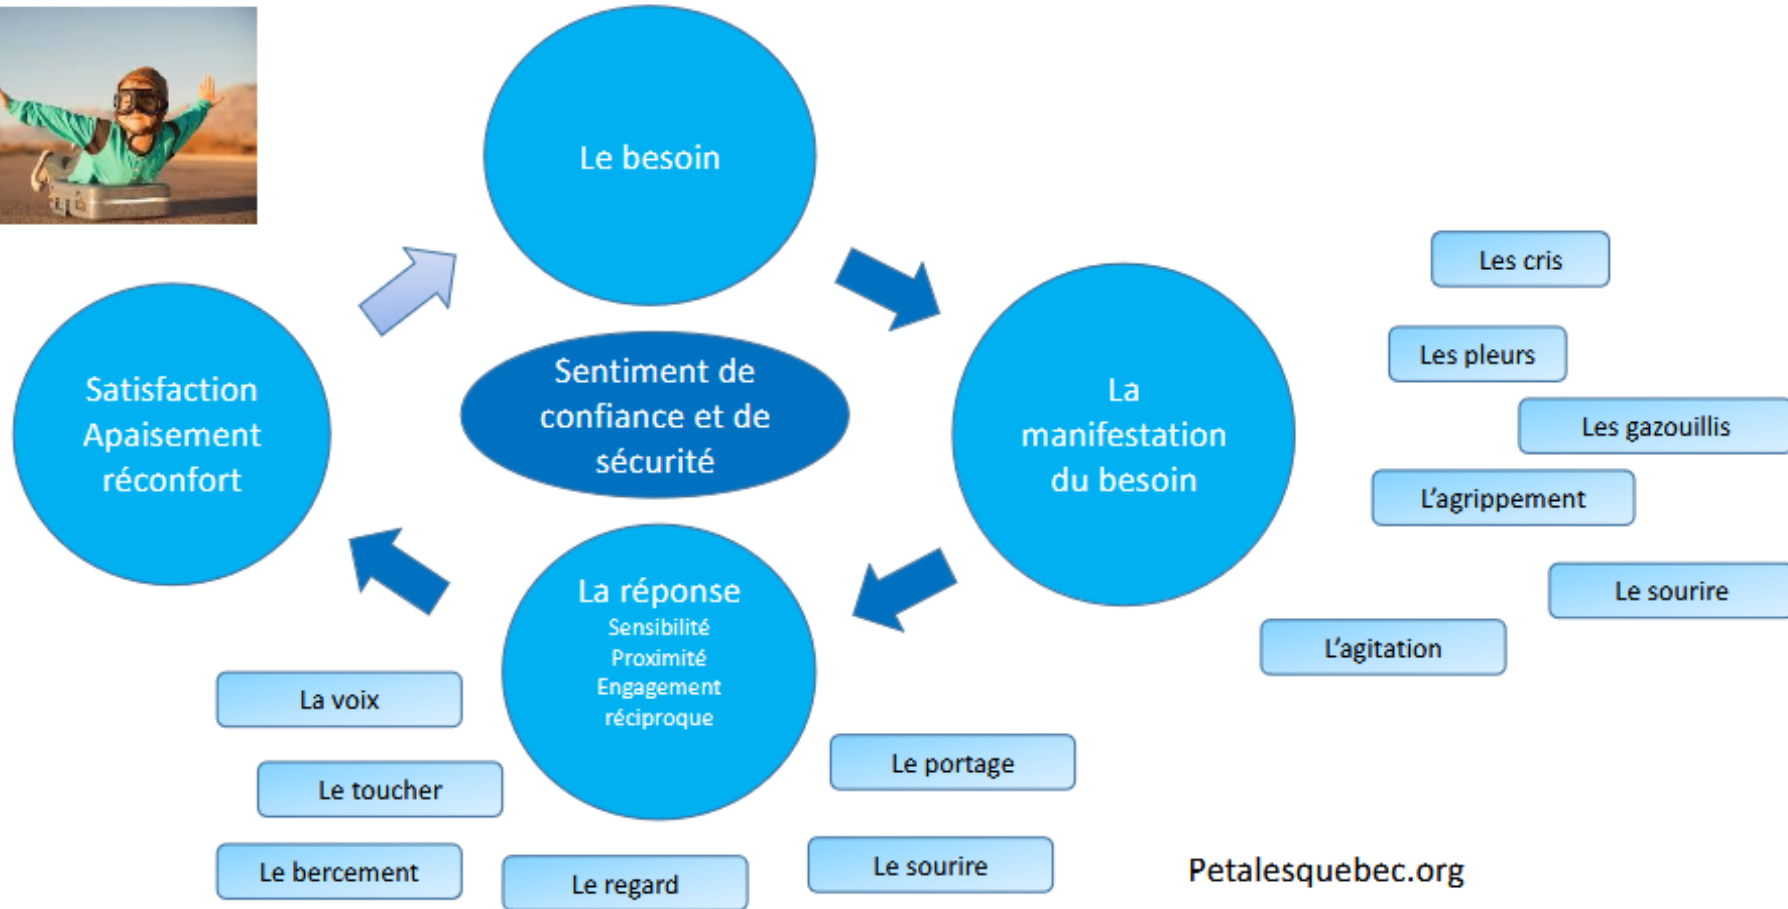 Le besoin
Les cris
Les pleurs
Les gazouillis
L'agrippement
Le sourire
L'agitation
La
manifestation
du besoin
Sentiment de
confiance et de
sécurité
Satisfaction
Apaisement
réconfort
La réponse
Sensibilité
Proximité
Engagement
réciproque
La voix
Le toucher
Le bercement
Le regard
Le sourire
Le portage
Petalesquebec.org